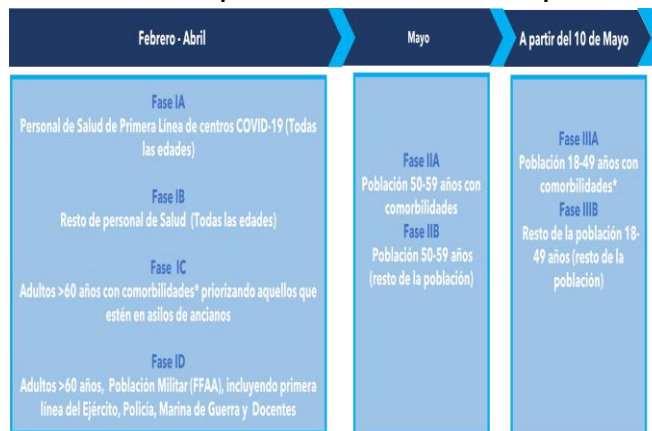 Febrero - Abril
Mayo
A partir del 10 de Mayo
Fase IA
Personal de Salud de Primera Línea de centros COVID-19 (Todas
las edades)
Fase IB
Resto de personal de Salud (Todas las edades)
Fase IC
Adultos >60 años con comorbilidades* priorizando aquellos que
estén en asilos de ancianos
Fase ID
Adultos >60 años, Población Militar (FFAA), incluyendo primera
línea del Ejército, Policía, Marina de Guerra y Docentes
Fase IIA
Población 50-59 años con
comorbilidades
Fase IIB
Población 50-59 años
(resto de la población)
Fase IIIA
Población 18-49 años con
comorbilidades*
Fase IIIB
Resto de la población 18-
49 años (resto de la
población)